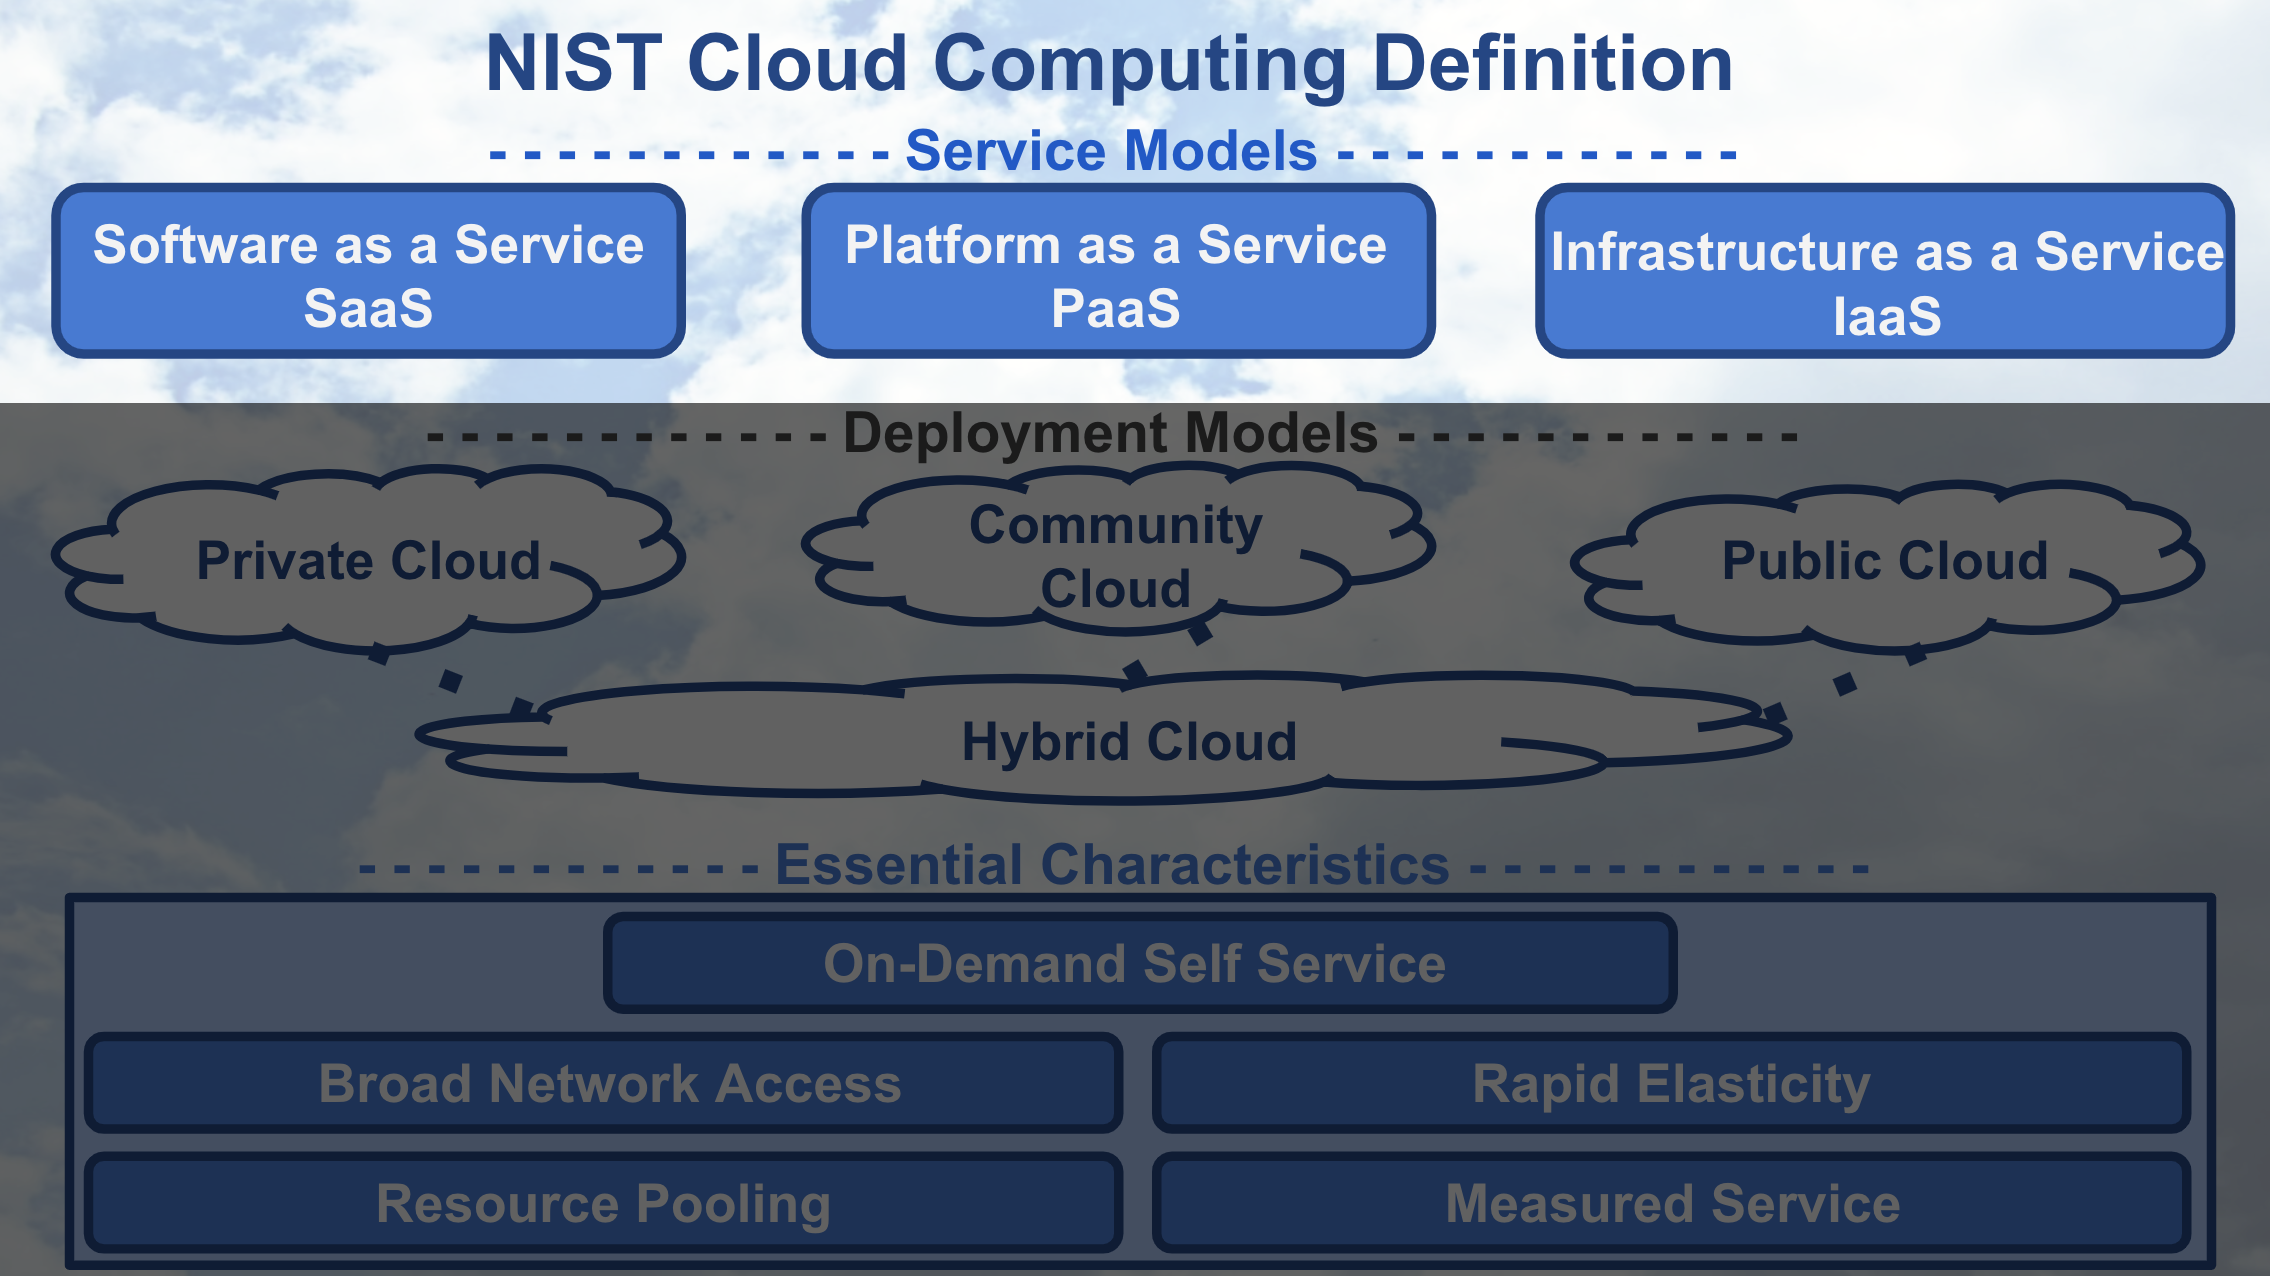 NIST Cloud Computing Definition
- - - - - - - - - - - - Service Models - - - - - - - - - - - -
Software as a Service
SaaS
Platform as a Service
PaaS
Infrastructure as a Service
IaaS
- - - - - - - - - - - - Deployment Models - - - - - - - - - - - -
Private Cloud
Community
Cloud
Public Cloud
Hybrid Cloud
- - - - - - - - - - - - Essential Characteristics - - - - - - - - - - - -
On-Demand Self Service
Broad Network Access
Rapid Elasticity
Resource Pooling
Measured Service